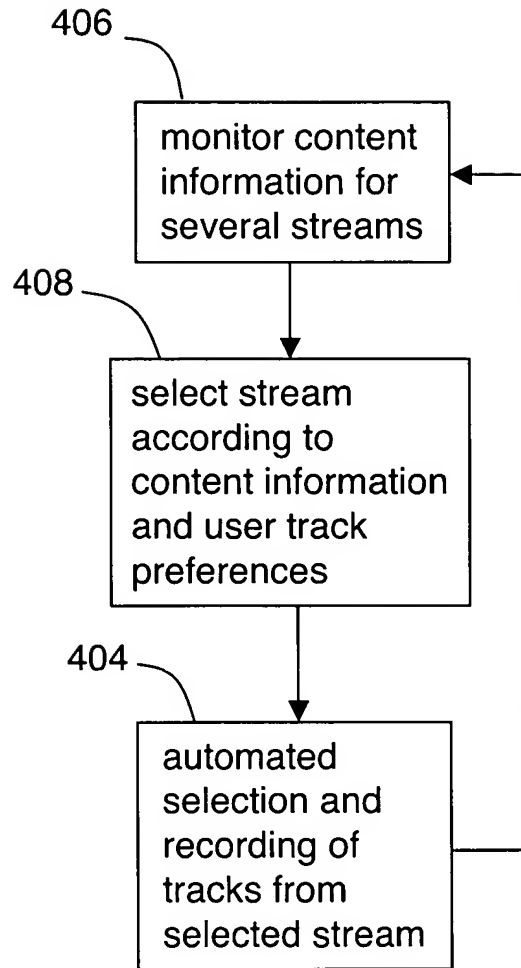 406
monitor content
information for
several streams
408
select stream
according to
content information
and user track
preferences
404
automated
selection and
recording of
tracks from
selected stream